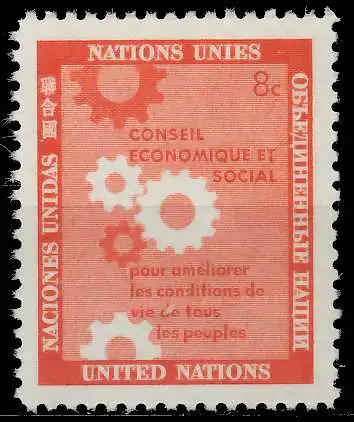 NATIONS UNIES
聯合國
NACIONES UNIDAS
8c
CONSEIL
ECONOMIQUE ET
SOCIAL
pour améliorer
les conditions de
vie de tous
les peuples
ОБЪЕДИНЕННЫЕ НАЦИИ
UNITED NATIONS